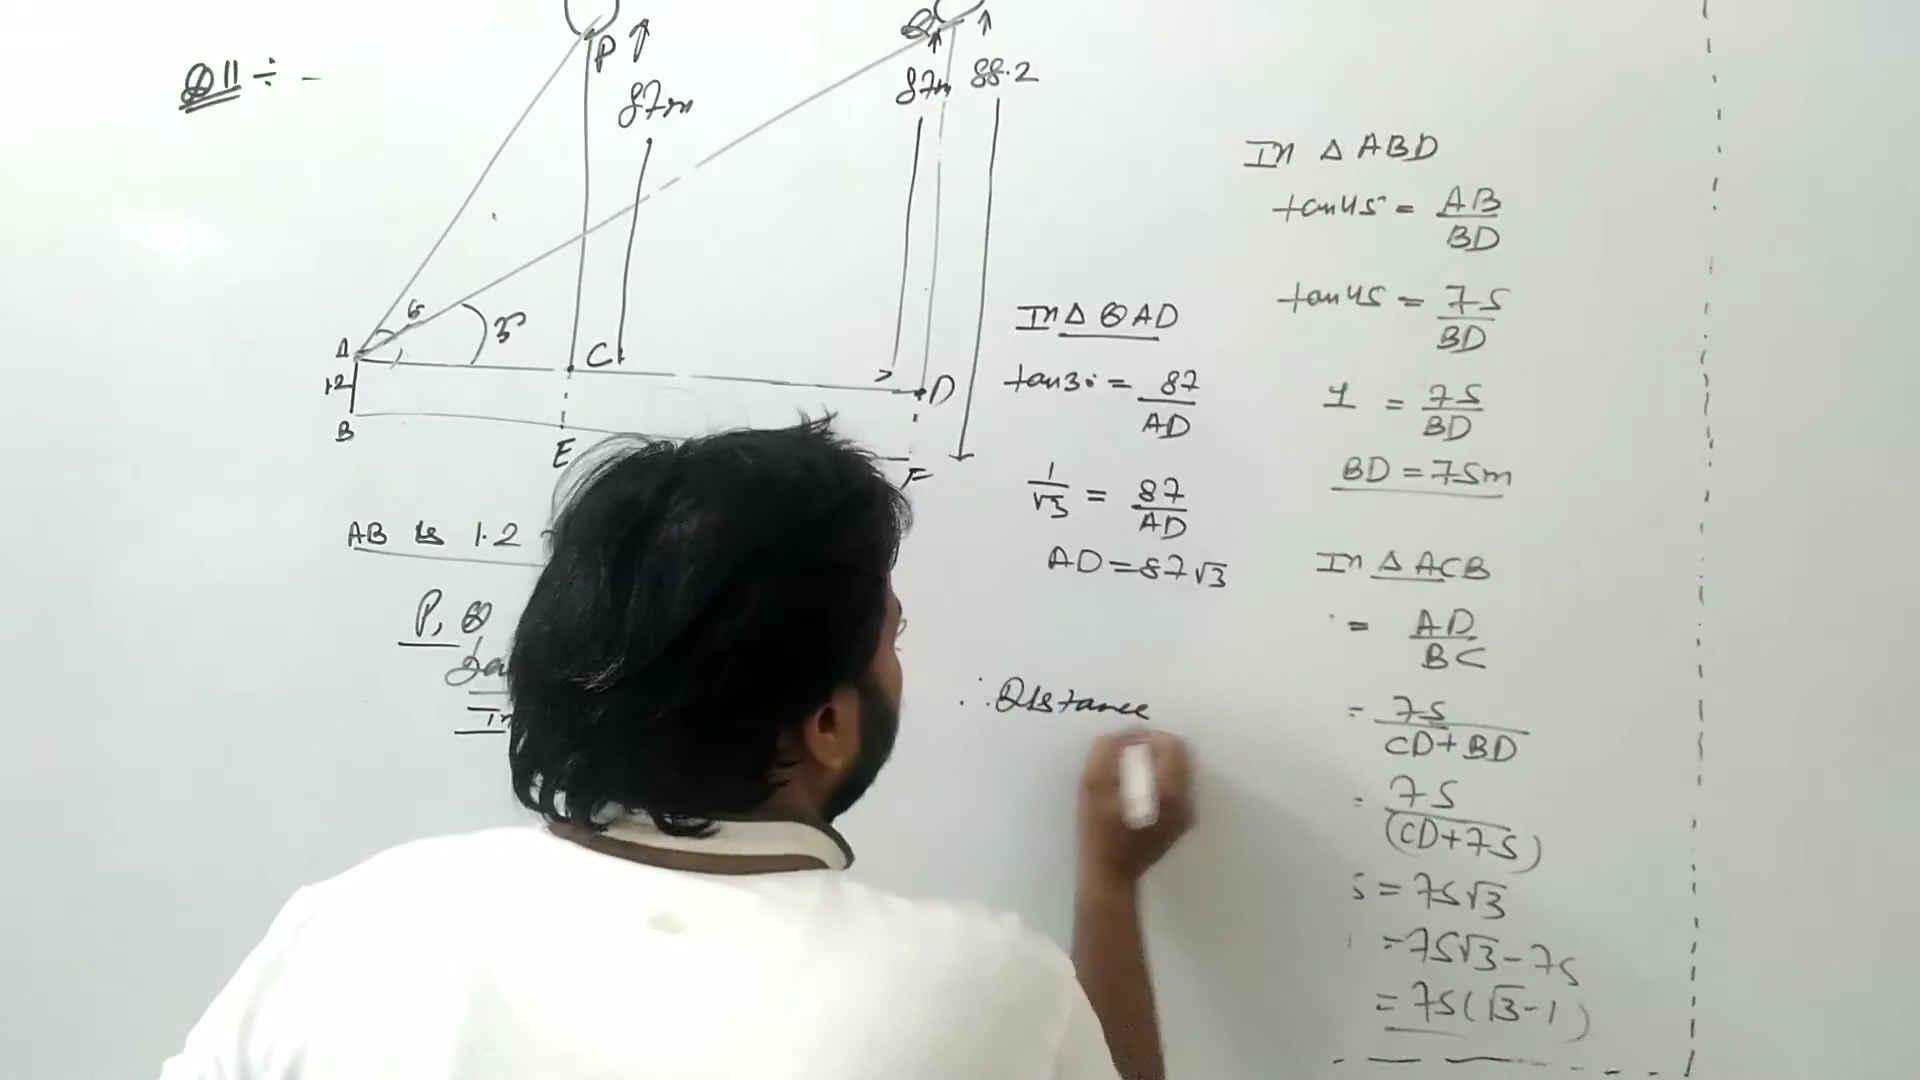 Q11 ÷ -
P
87m
Q
87m 88.2
A
C
D
1.2
B
E
F
AB is 1.2
P, Q
In Δ QAD
tan30 = 87/AD
1/√3 = 87/AD
AD = 87√3
∴ Distance
In Δ ABD
tan45° = AB/BD
tan45 = 75/BD
1 = 75/BD
BD = 75m
In Δ ACB
= AD/BC
= 75/CD+BD
= 75/(CD+75)
= 75√3
= 75√3 - 75
= 75(√3-1)